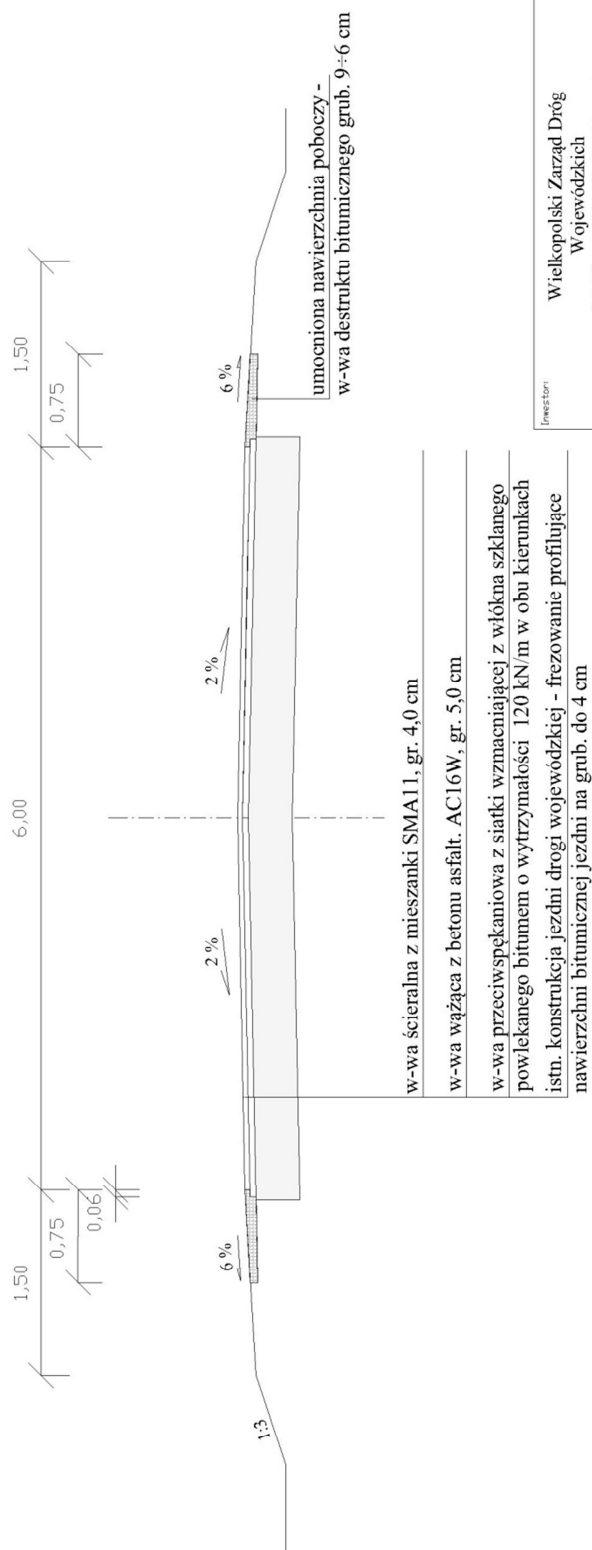 1,50
6,00
1,50
0,75
0,06
0,75
6 %
2 %
2 %
6 %
1:3
umocniona nawierzchnia poboczy -
w-wa destruktu bitumicznego grub. 9÷6 cm
w-wa ścieralna z mieszanki SMA11, gr. 4,0 cm
w-wa wążąca z betonu asfalt. AC16W, gr. 5,0 cm
w-wa przeciwspękaniowa z siatki wzmacniającej z włókna szklanego
powlekanego bitumem o wytrzymałości 120 kN/m w obu kierunkach
istn. konstrukcja jezdni drogi wojewódzkiej - frezowanie profilujące
nawierzchni bitumicznej jezdni na grub. do 4 cm
Inwestor:
Wielkopolski Zarząd Dróg
Wojewódzkich